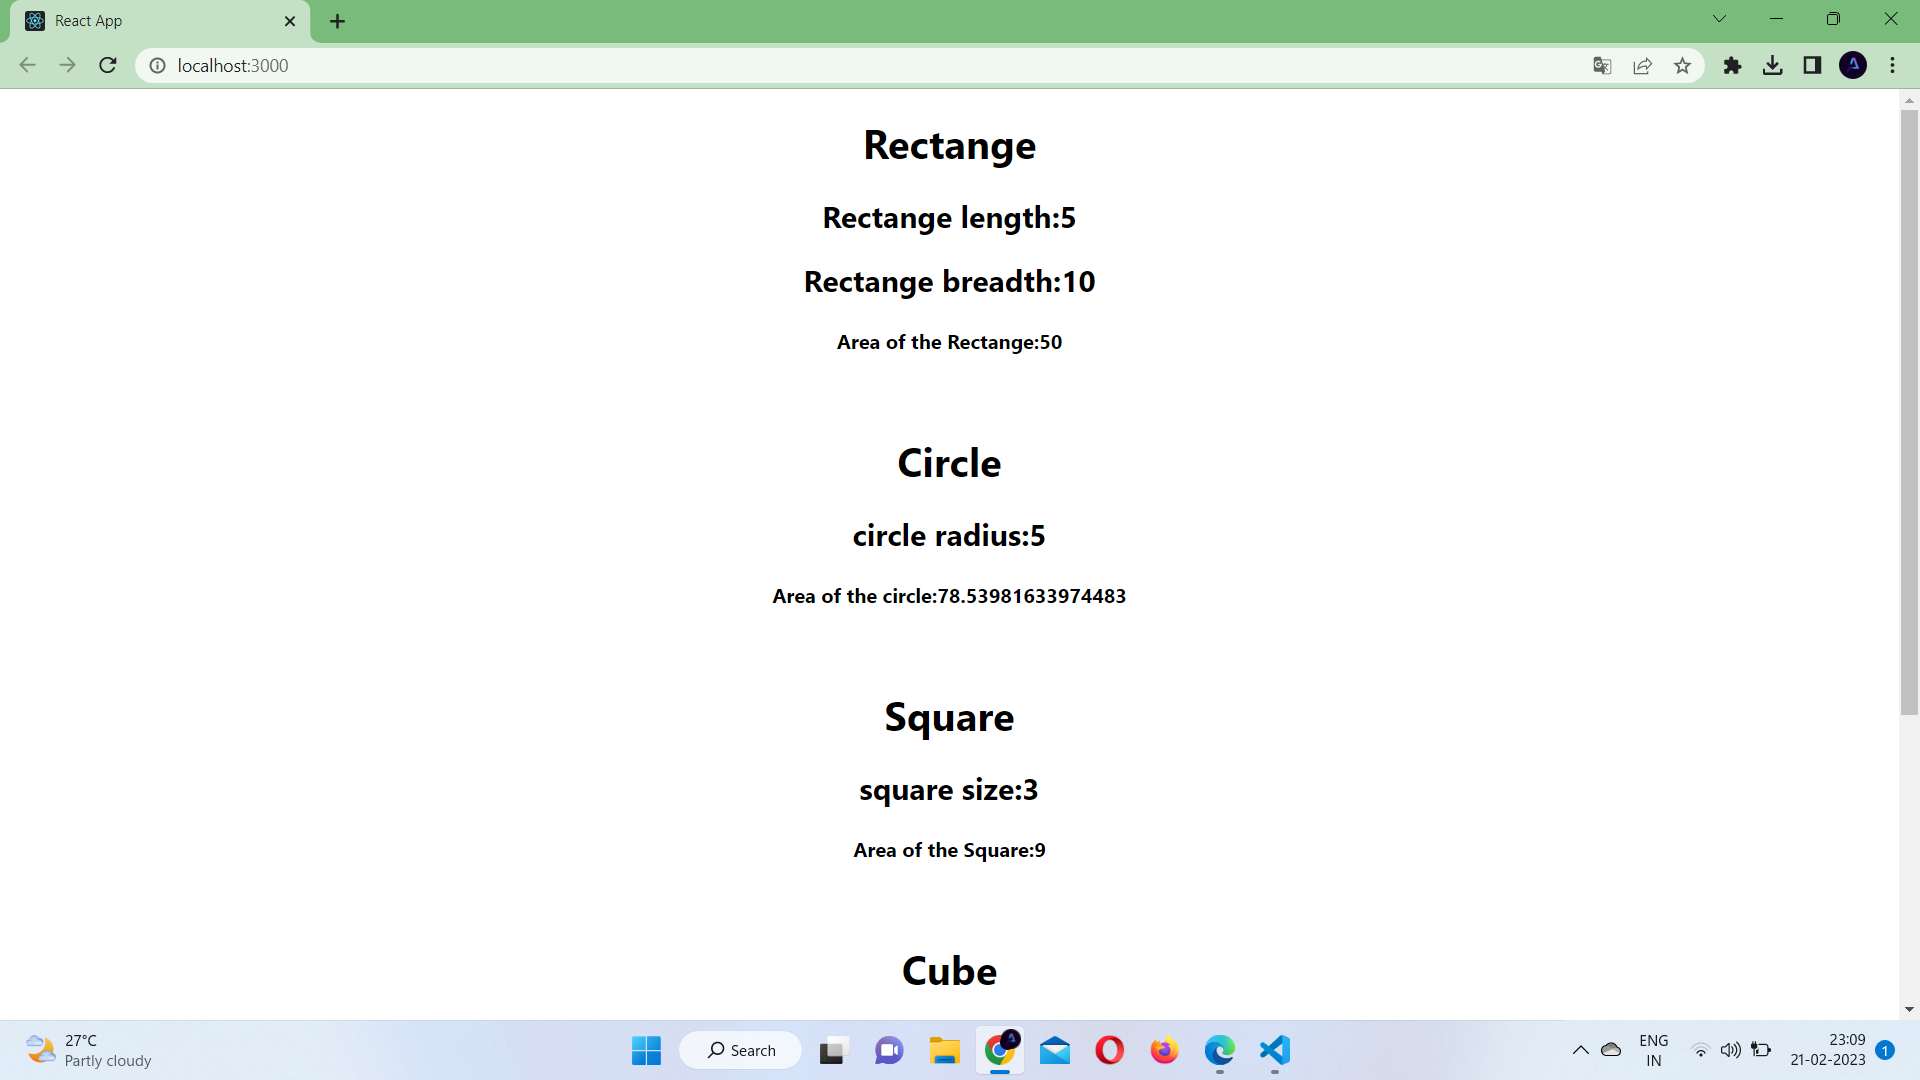 React App
localhost:3000
Rectange
Rectange length:5
Rectange breadth:10
Area of the Rectange:50
Circle
circle radius:5
Area of the circle:78.53981633974483
Square
square size:3
Area of the Square:9
Cube
27°C
Partly cloudy
Search
ENG
IN
23:09
21-02-2023
1